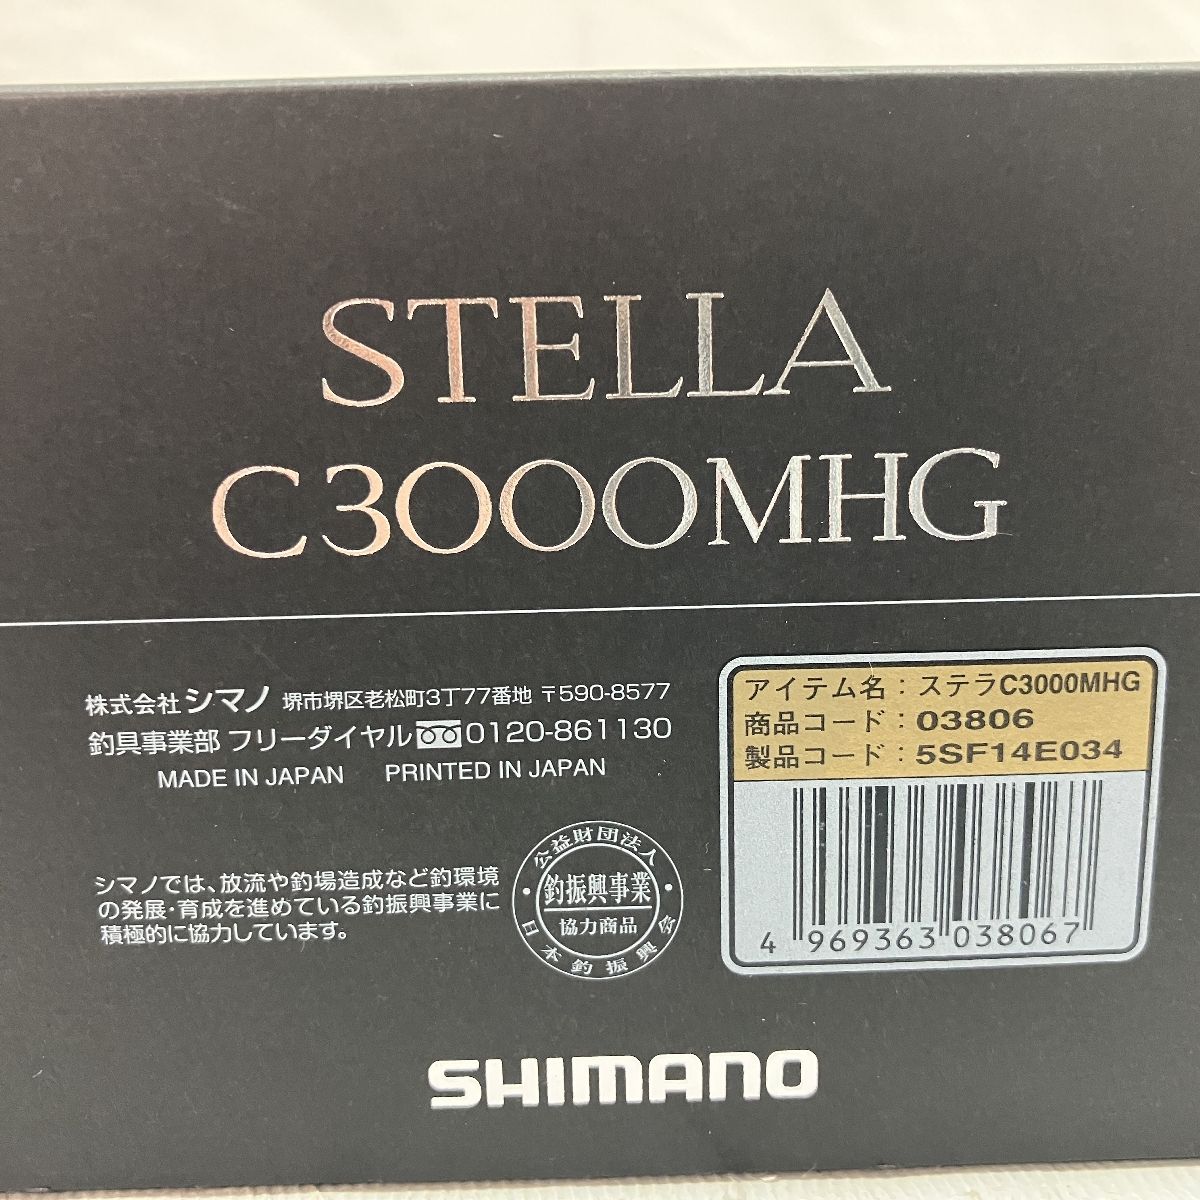 STELLA
C3000MHG
株式会社 シマノ 堺市堺区老松町3丁77番地 〒590-8577
釣具事業部 フリーダイヤル 0120-861130
MADE IN JAPAN PRINTED IN JAPAN
シマノでは、放流や釣場造成など釣環境
の発展・育成を進めている釣振興事業に
積極的に協力しています。
公益財団法人
釣振興事業
協力商品
日本釣振興会
アイテム名：ステラC3000MHG
商品コード：03806
製品コード：5SF14E034
4 969363 038067
SHIMANO